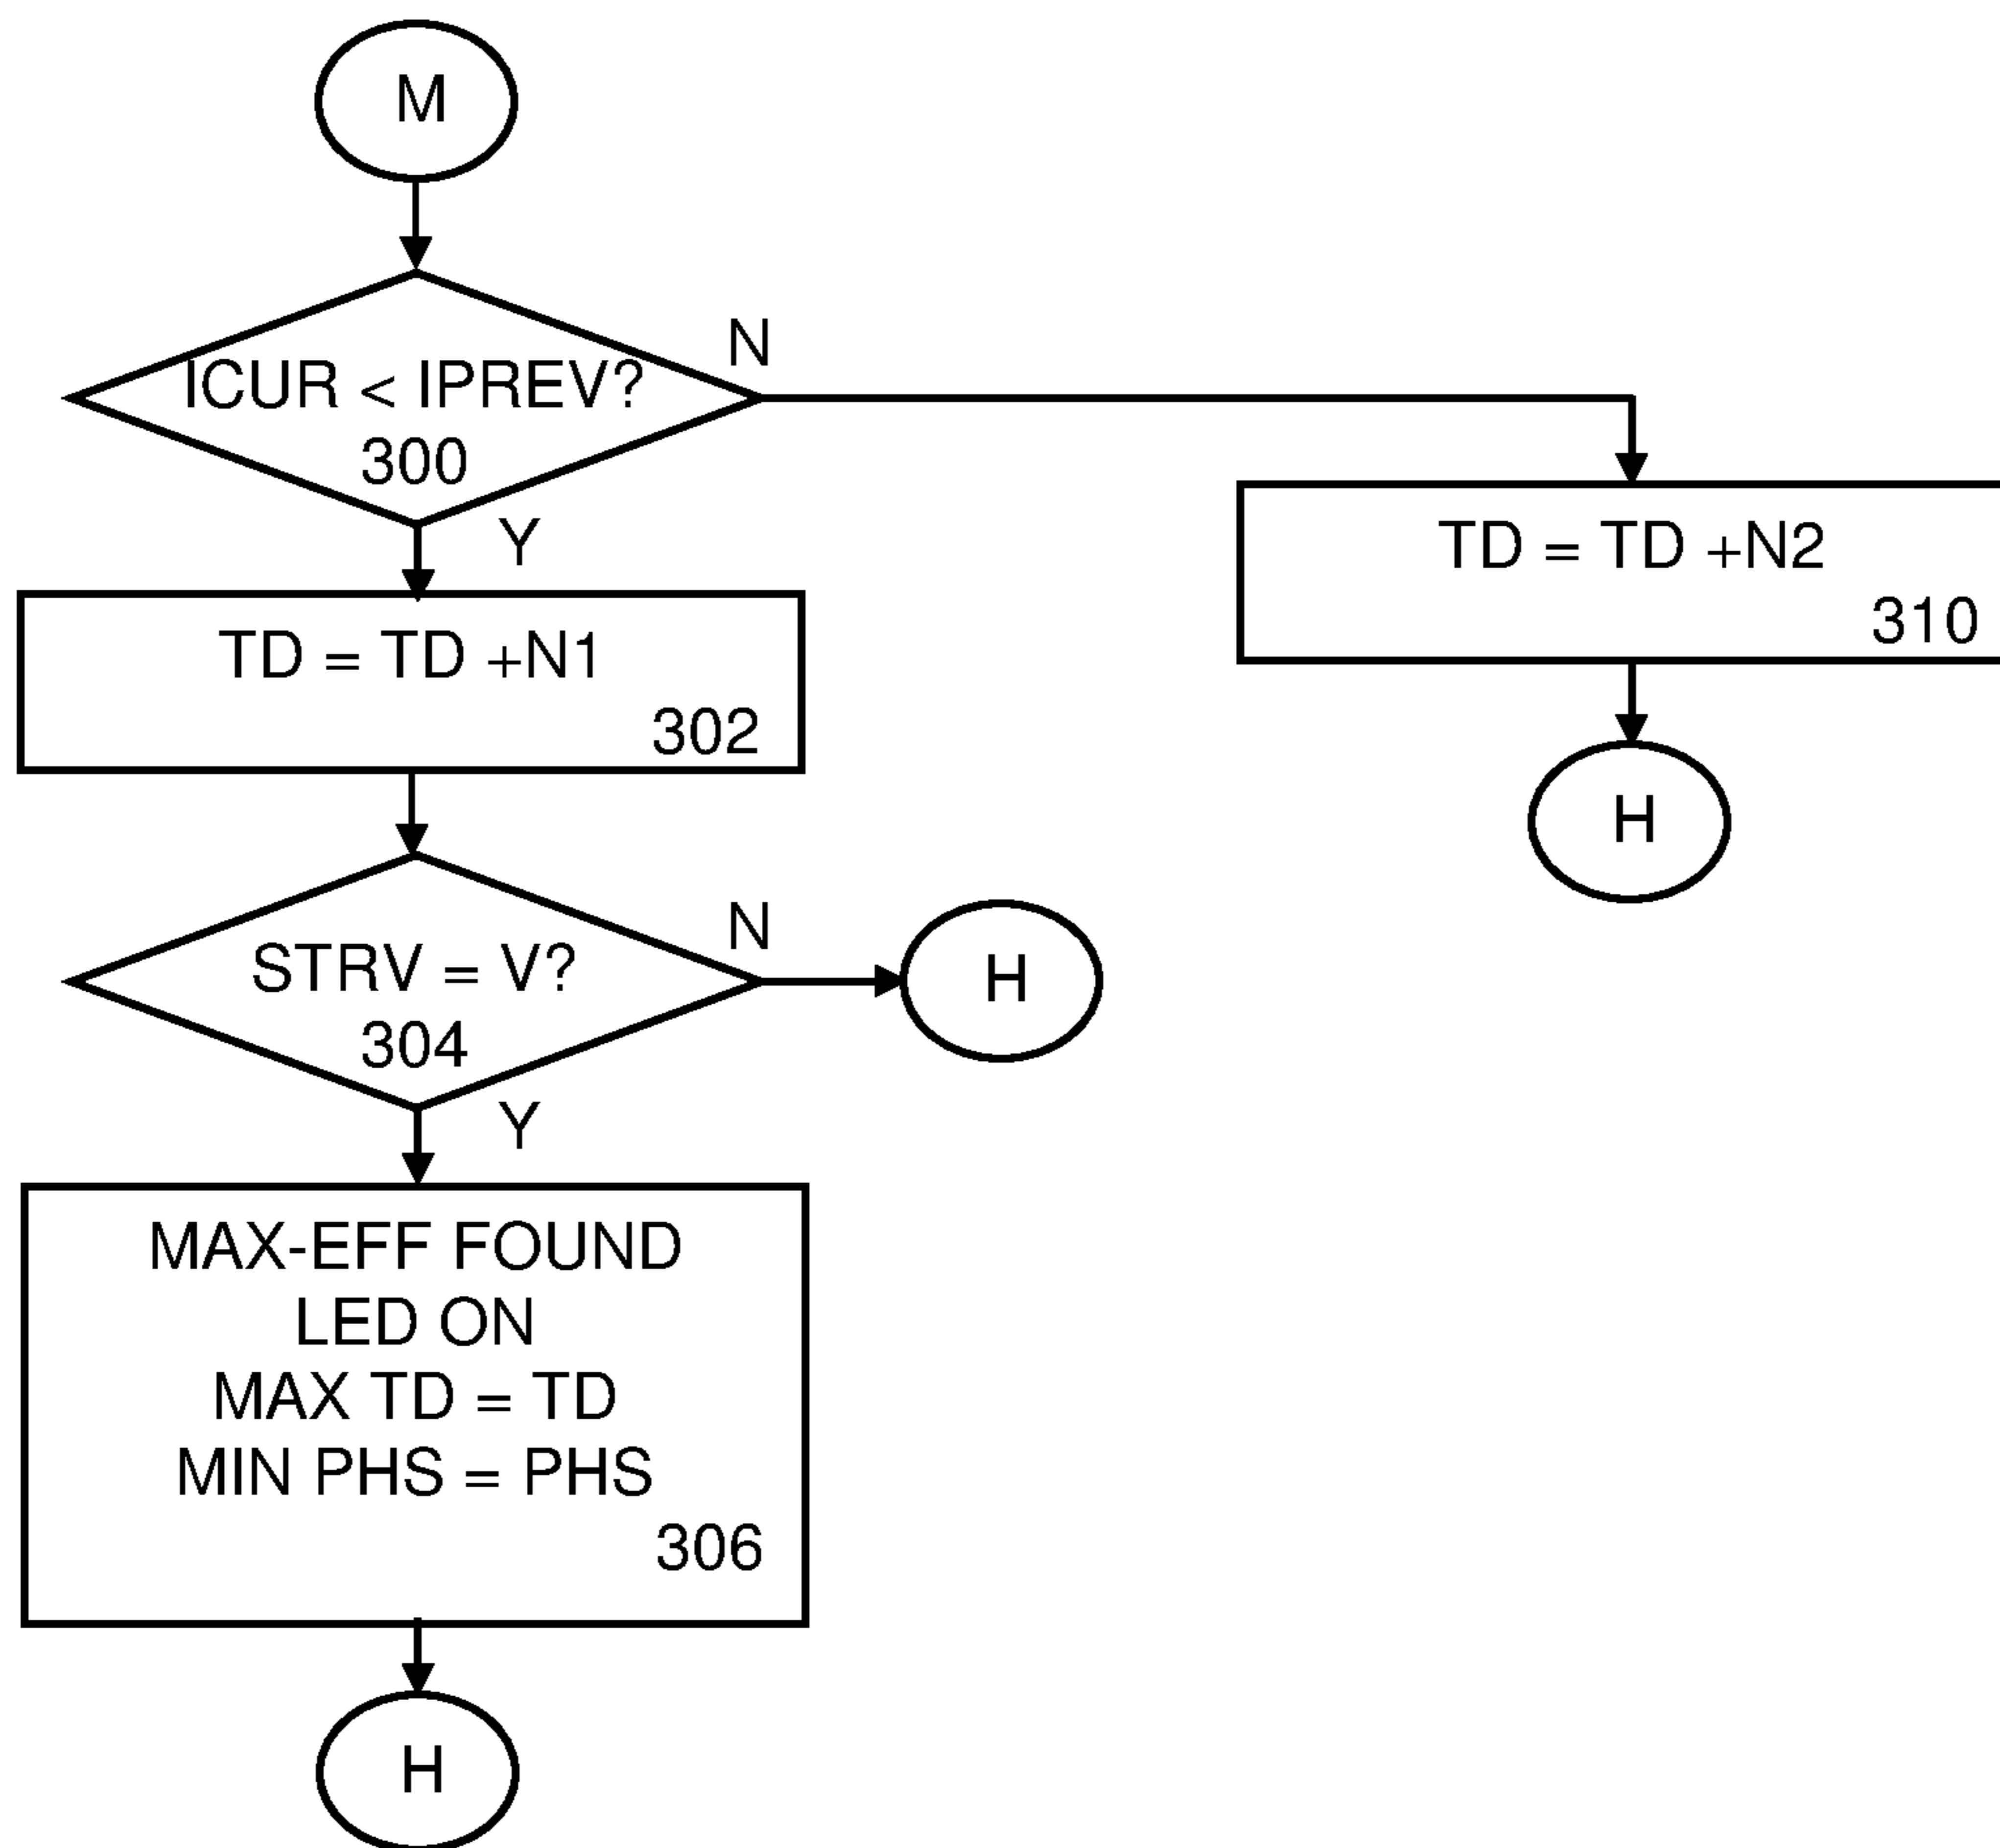 M
ICUR < IPREV?
300
N
Y
TD = TD +N2
310
H
TD = TD +N1
302
STRV = V?
304
N
H
Y
MAX-EFF FOUND
LED ON
MAX TD = TD
MIN PHS = PHS
306
H